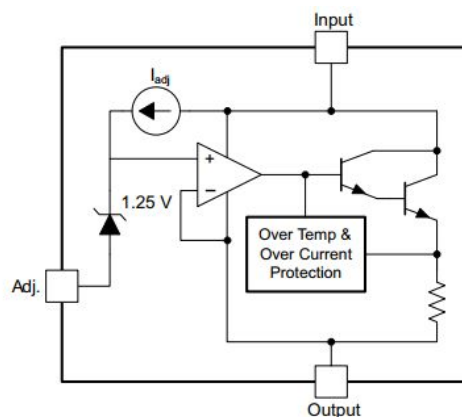 Input
Iadj
+
−
1.25 V
Over Temp &
Over Current
Protection
Adj.
Output